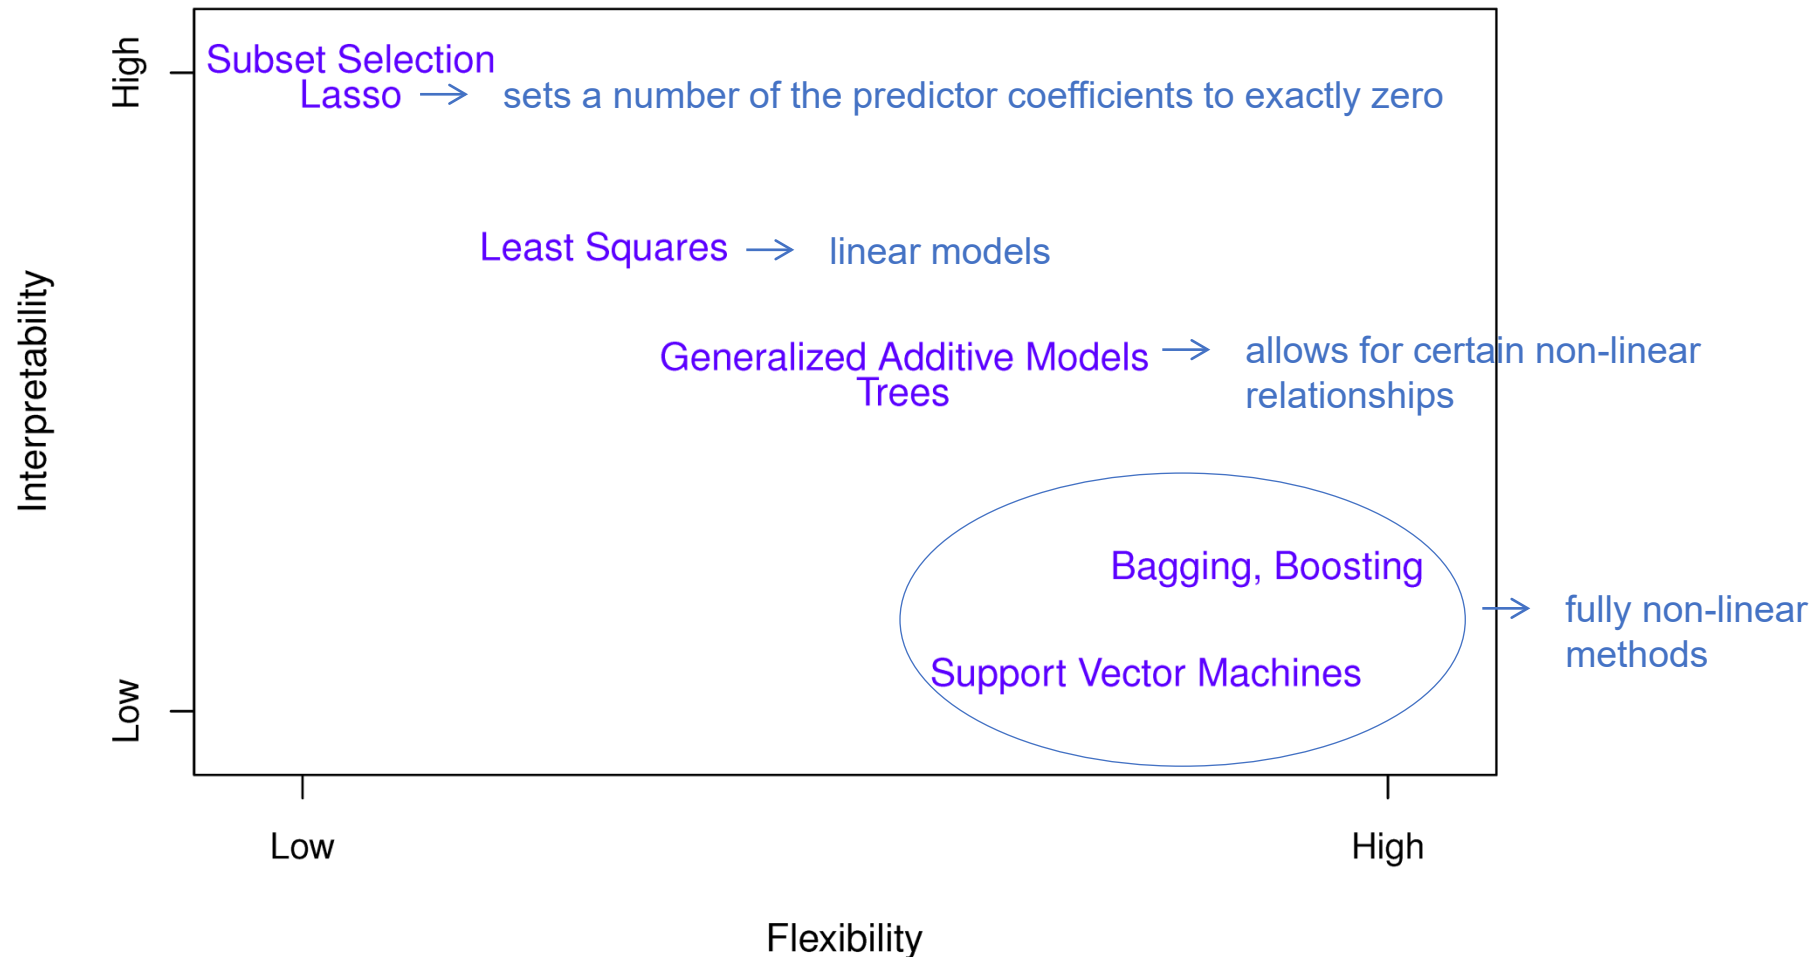 High
Subset Selection
Lasso → sets a number of the predictor coefficients to exactly zero
Least Squares → linear models
Interpretability
Generalized Additive Models → allows for certain non-linear
relationships
Trees
Bagging, Boosting
→ fully non-linear
methods
Support Vector Machines
Low
Low
High
Flexibility